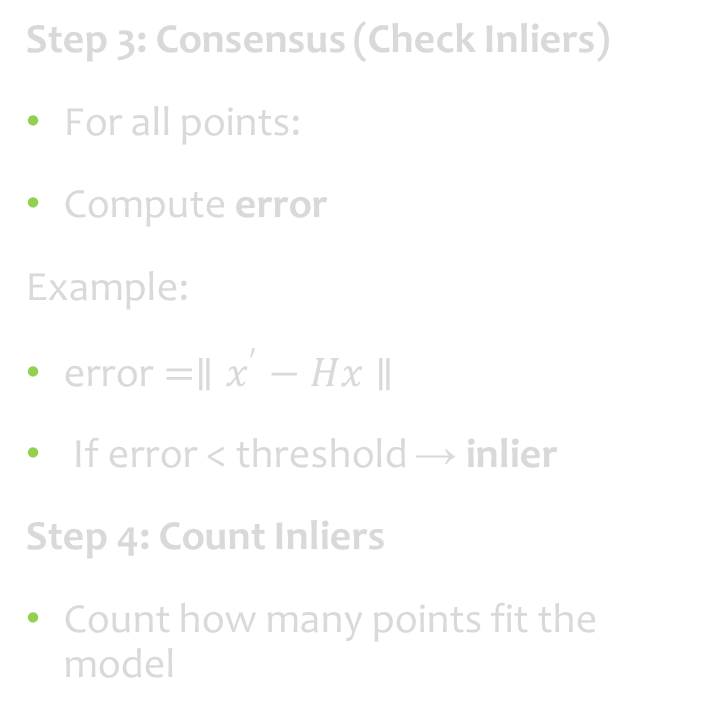 Step 3: Consensus (Check Inliers)
• For all points:
• Compute error
Example:
• error =‖ x′ − Hx ‖
• If error < threshold → inlier
Step 4: Count Inliers
• Count how many points fit the
model